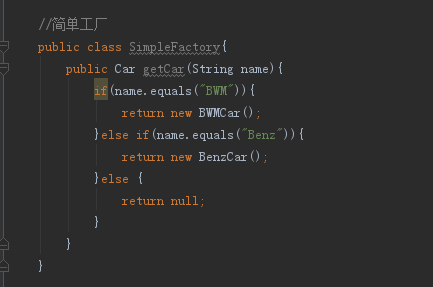 //简单工厂
public class SimpleFactory{
public Car getCar(String name){
if(name.equals("BWM")){
return new BWMCar();
}else if(name.equals("Benz")){
return new BenzCar();
}else {
return null;
}
}
}